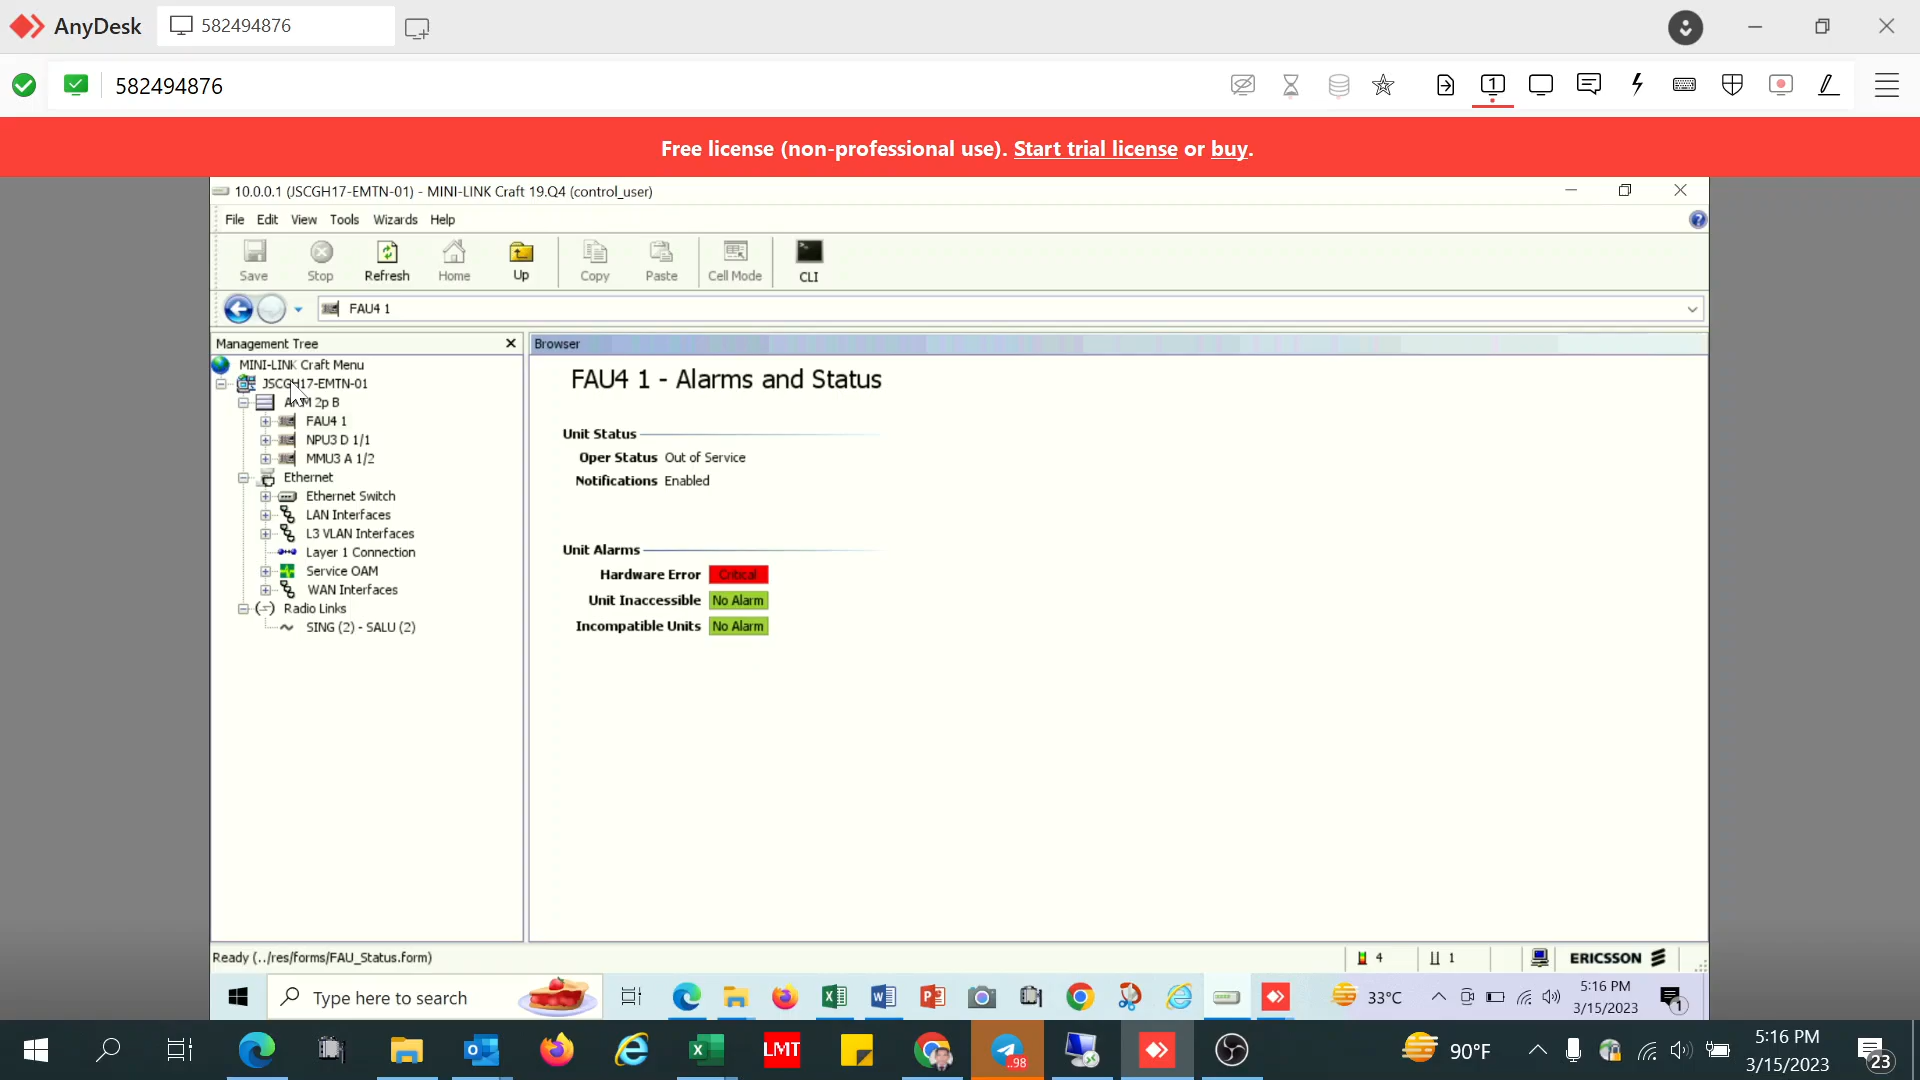 AnyDesk
582494876
582494876
1
Free license (non-professional use). Start trial license or buy.
10.0.0.1 (JSCGH17-EMTN-01) - MINI-LINK Craft 19.Q4 (control_user)
File Edit View Tools Wizards Help
?
Save Stop Refresh Home Up Copy Paste Cell Mode CLI
FAU4 1
Management Tree
Browser
MINI-LINK Craft Menu
JSCGH17-EMTN-01
AMM 2p B
FAU4 1
NPU3 D 1/1
MMU3 A 1/2
Ethernet
Ethernet Switch
LAN Interfaces
L3 VLAN Interfaces
Layer 1 Connection
Service OAM
WAN Interfaces
Radio Links
SING (2) - SALU (2)
FAU4 1 - Alarms and Status
Unit Status
Oper Status Out of Service
Notifications Enabled
Unit Alarms
Hardware Error Critical
Unit Inaccessible No Alarm
Incompatible Units No Alarm
Ready (../res/forms/FAU_Status.form)
4
1
ERICSSON
Type here to search
33°C
5:16 PM
3/15/2023
1
LMT
..98
90°F
5:16 PM
3/15/2023
23